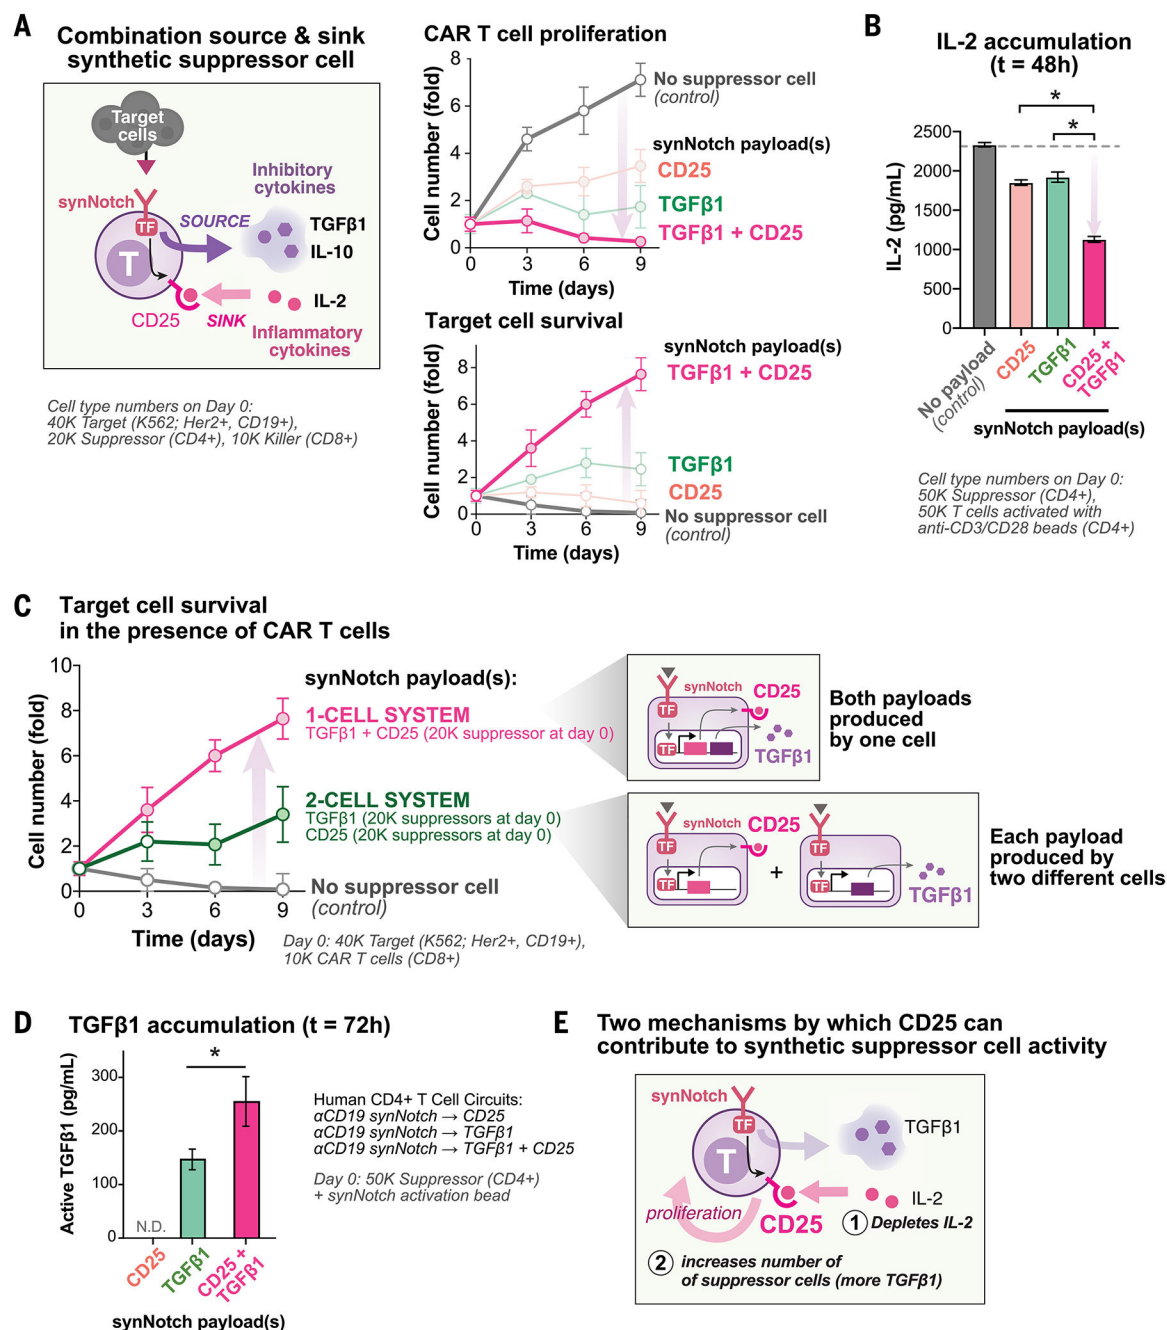 A
Combination source & sink
synthetic suppressor cell
Target
cells
synNotch
TF
T
SOURCE
Inhibitory
cytokines
TGFβ1
IL-10
CD25
SINK
IL-2
Inflammatory
cytokines
Cell type numbers on Day 0:
40K Target (K562; Her2+, CD19+),
20K Suppressor (CD4+), 10K Killer (CD8+)
CAR T cell proliferation
Cell number (fold)
8
6
4
2
0
0 3 6 9
Time (days)
No suppressor cell
(control)
synNotch payload(s)
CD25
TGFβ1
TGFβ1 + CD25
Target cell survival
Cell number (fold)
8
6
4
2
0
0 3 6 9
Time (days)
synNotch payload(s)
TGFβ1 + CD25
TGFβ1
CD25
No suppressor cell
(control)
B
IL-2 accumulation
(t = 48h)
*
*
IL-2 (pg/mL)
2500
2000
1500
1000
500
0
No payload
(control)
CD25
TGFβ1
CD25 +
TGFβ1
synNotch payload(s)
Cell type numbers on Day 0:
50K Suppressor (CD4+),
50K T cells activated with
anti-CD3/CD28 beads (CD4+)
C
Target cell survival
in the presence of CAR T cells
Cell number (fold)
10
8
6
4
2
0
0 3 6 9
Time (days)
synNotch payload(s):
1-CELL SYSTEM
TGFβ1 + CD25 (20K suppressor at day 0)
2-CELL SYSTEM
TGFβ1 (20K suppressors at day 0)
CD25 (20K suppressors at day 0)
No suppressor cell
(control)
Day 0: 40K Target (K562; Her2+, CD19+),
10K CAR T cells (CD8+)
synNotch
CD25
TF
TF
TGFβ1
Both payloads
produced
by one cell
synNotch
CD25
TF
TF
+
TF
TF
TGFβ1
Each payload
produced by
two different cells
D
TGFβ1 accumulation (t = 72h)
*
Active TGFβ1 (pg/mL)
300
200
100
0
N.D.
CD25
TGFβ1
CD25 +
TGFβ1
synNotch payload(s)
Human CD4+ T Cell Circuits:
αCD19 synNotch → CD25
αCD19 synNotch → TGFβ1
αCD19 synNotch → TGFβ1 + CD25
Day 0: 50K Suppressor (CD4+)
+ synNotch activation bead
E
Two mechanisms by which CD25 can
contribute to synthetic suppressor cell activity
synNotch
TF
T
TGFβ1
IL-2
proliferation
CD25
1 Depletes IL-2
2 increases number of
of suppressor cells (more TGFβ1)